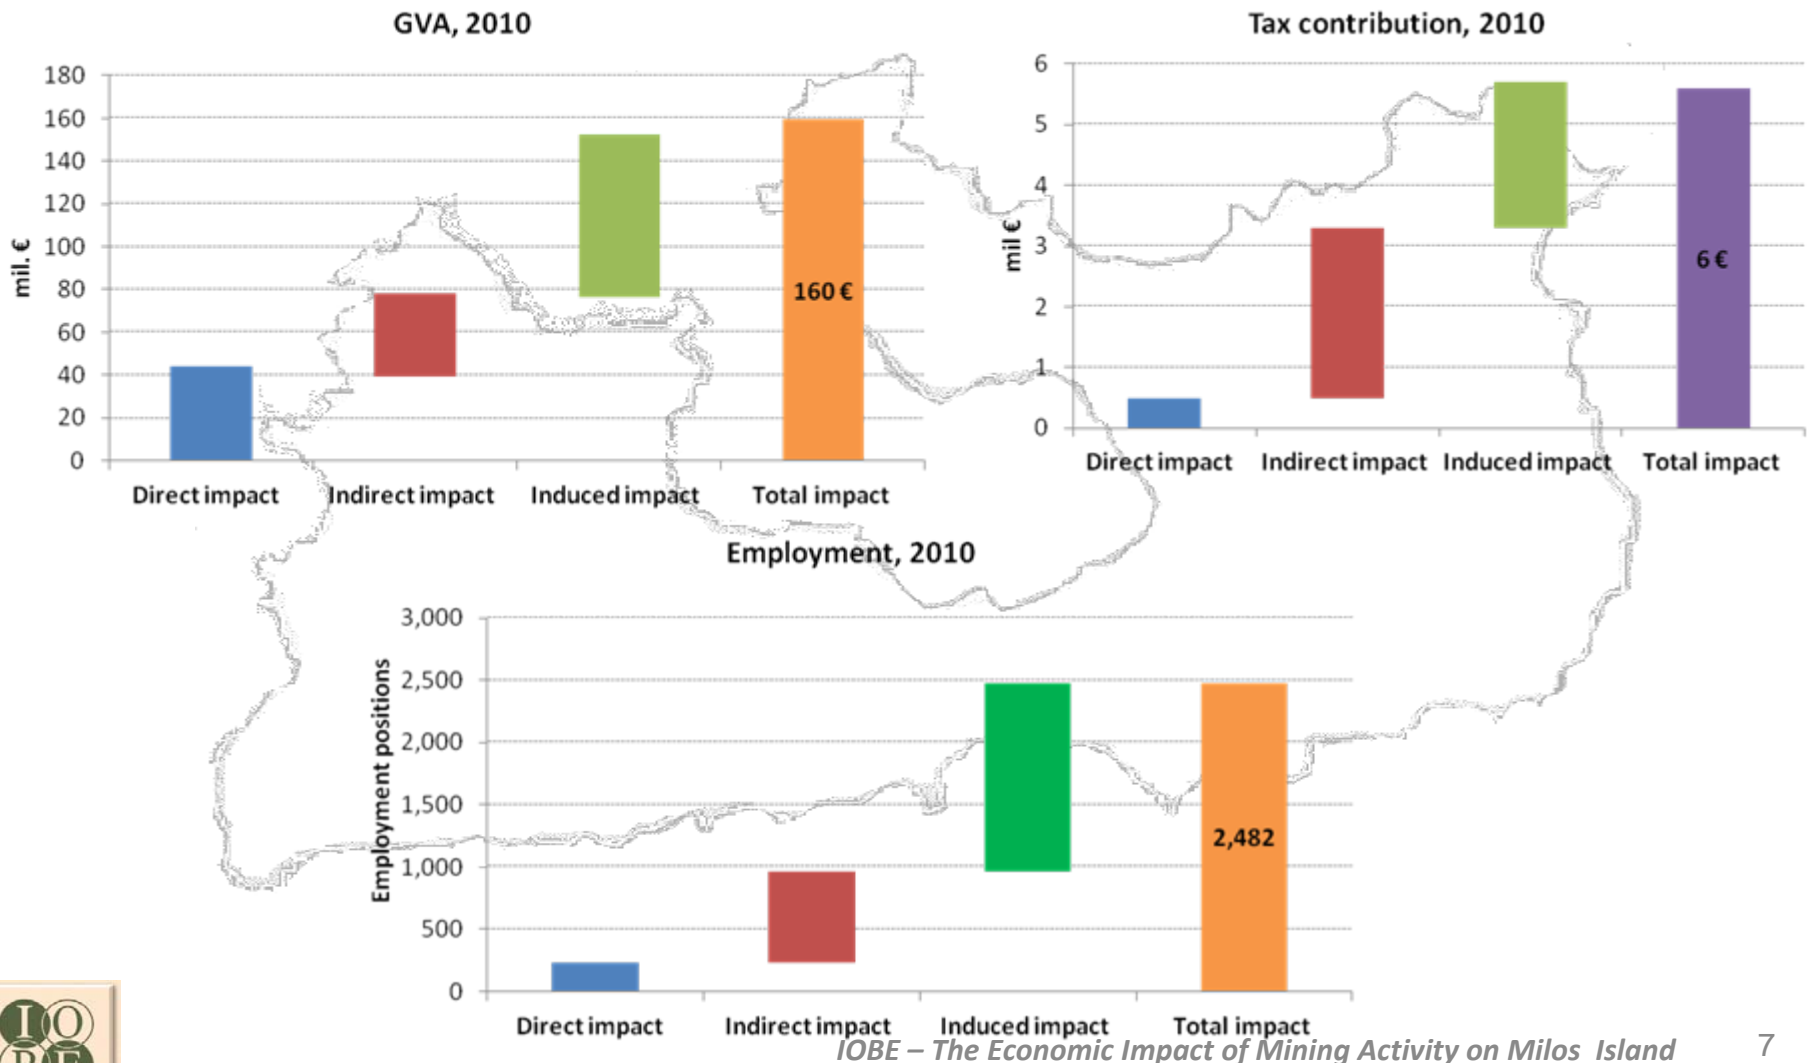 GVA, 2010
mil. €
180
160
140
120
100
80
60
40
20
0
160 €
Direct impact Indirect impact Induced impact Total impact
Tax contribution, 2010
mil €
6
5
4
3
2
1
0
6 €
Direct impact Indirect impact Induced impact Total impact
Employment, 2010
Employment positions
3,000
2,500
2,000
1,500
1,000
500
0
2,482
Direct impact Indirect impact Induced impact Total impact
I O
B E
IOBE – The Economic Impact of Mining Activity on Milos Island
7